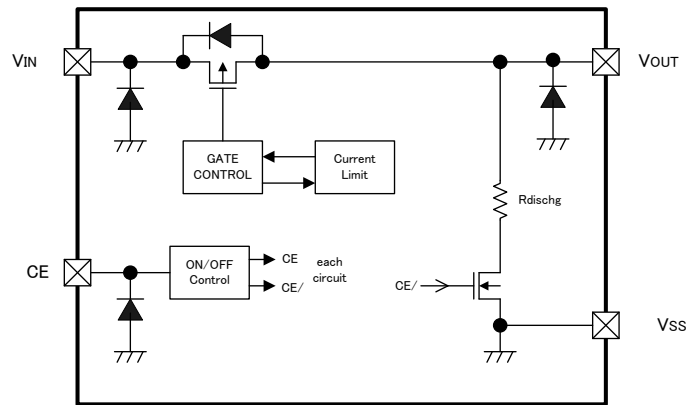 VIN
VOUT
GATE
CONTROL
Current
Limit
Rdischg
CE
ON/OFF
Control
CE
CE/
each
circuit
CE/
VSS